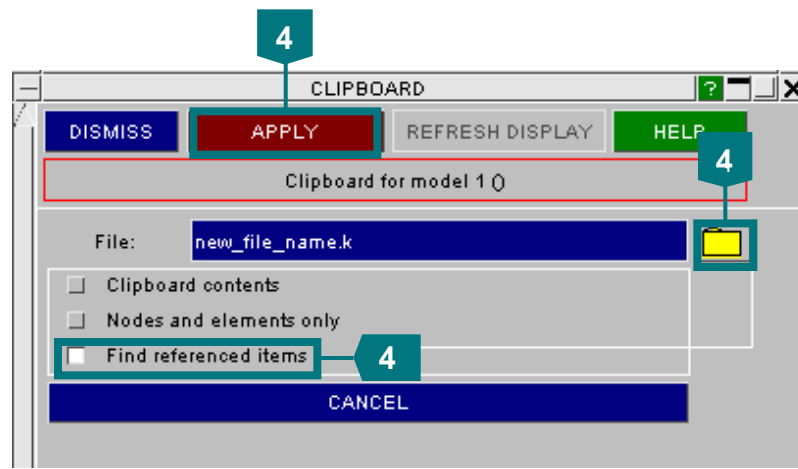 4
CLIPBOARD
?
DISMISS APPLY REFRESH DISPLAY HELP
4
Clipboard for model 1 ()
File: new_file_name.k
Clipboard contents
Nodes and elements only
Find referenced items 4
CANCEL